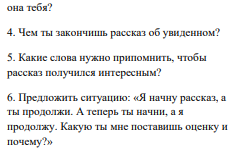 она тебя?
4. Чем ты закончишь рассказ об увиденном?
5. Какие слова нужно припомнить, чтобы
рассказ получился интересным?
6. Предложить ситуацию: «Я начну рассказ, а
ты продолжи. А теперь ты начни, а я
продолжу. Какую ты мне поставишь оценку и
почему?»